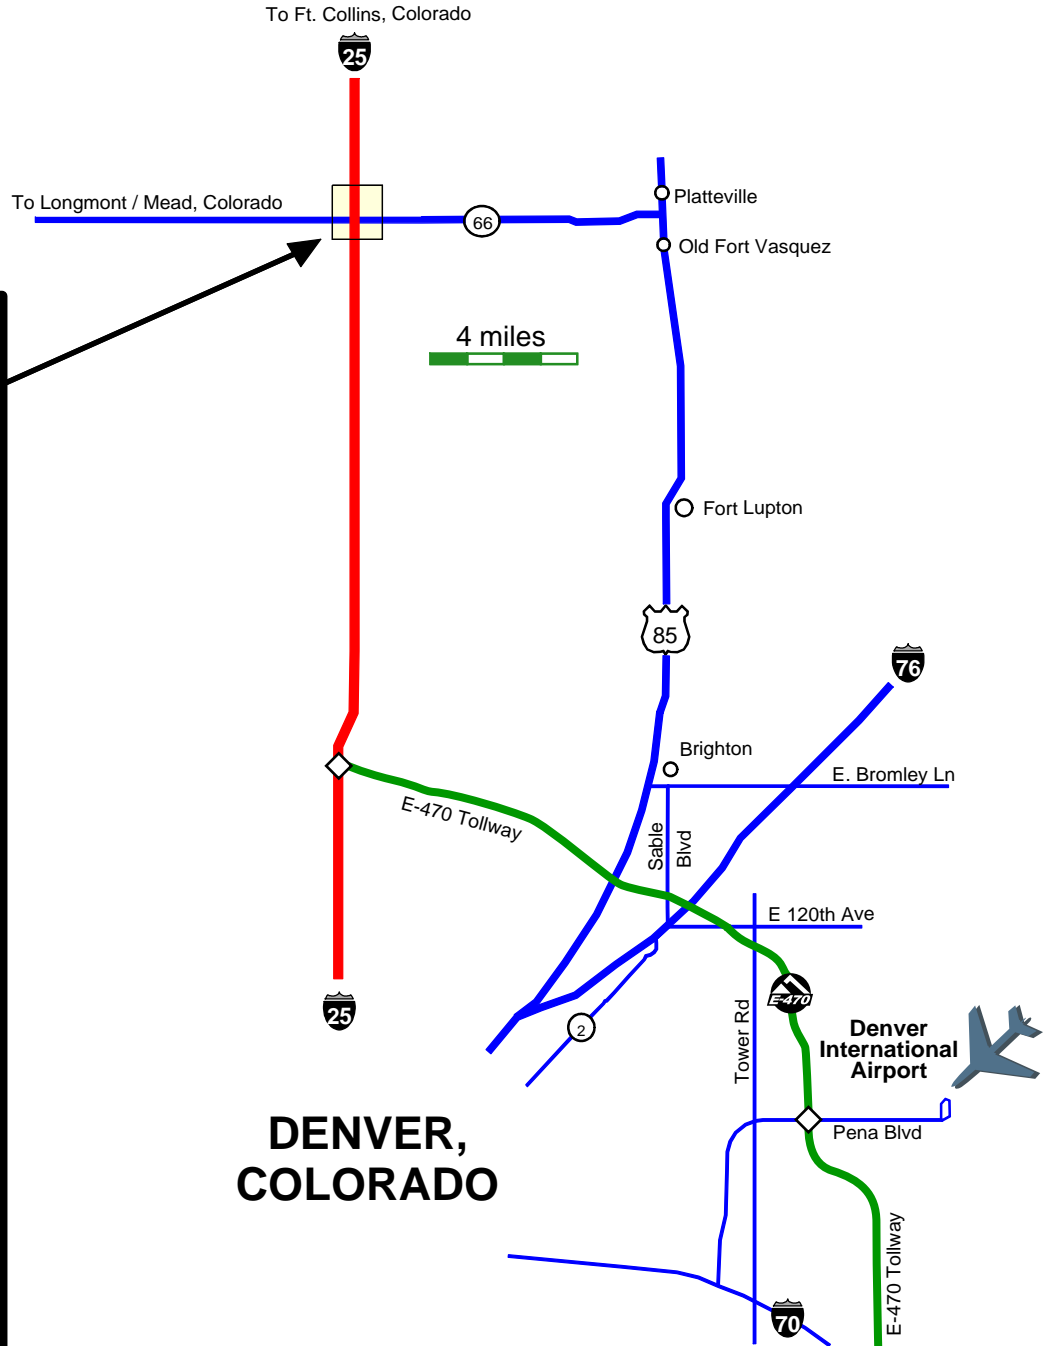 To Ft. Collins, Colorado
25
To Longmont / Mead, Colorado
66
Platteville
Old Fort Vasquez
4 miles
Fort Lupton
85
76
Brighton
E. Bromley Ln
E-470 Tollway
Sable
Blvd
E 120th Ave
E-470
25
2
Tower Rd
Denver
International
Airport
Pena Blvd
DENVER,
COLORADO
E-470 Tollway
70